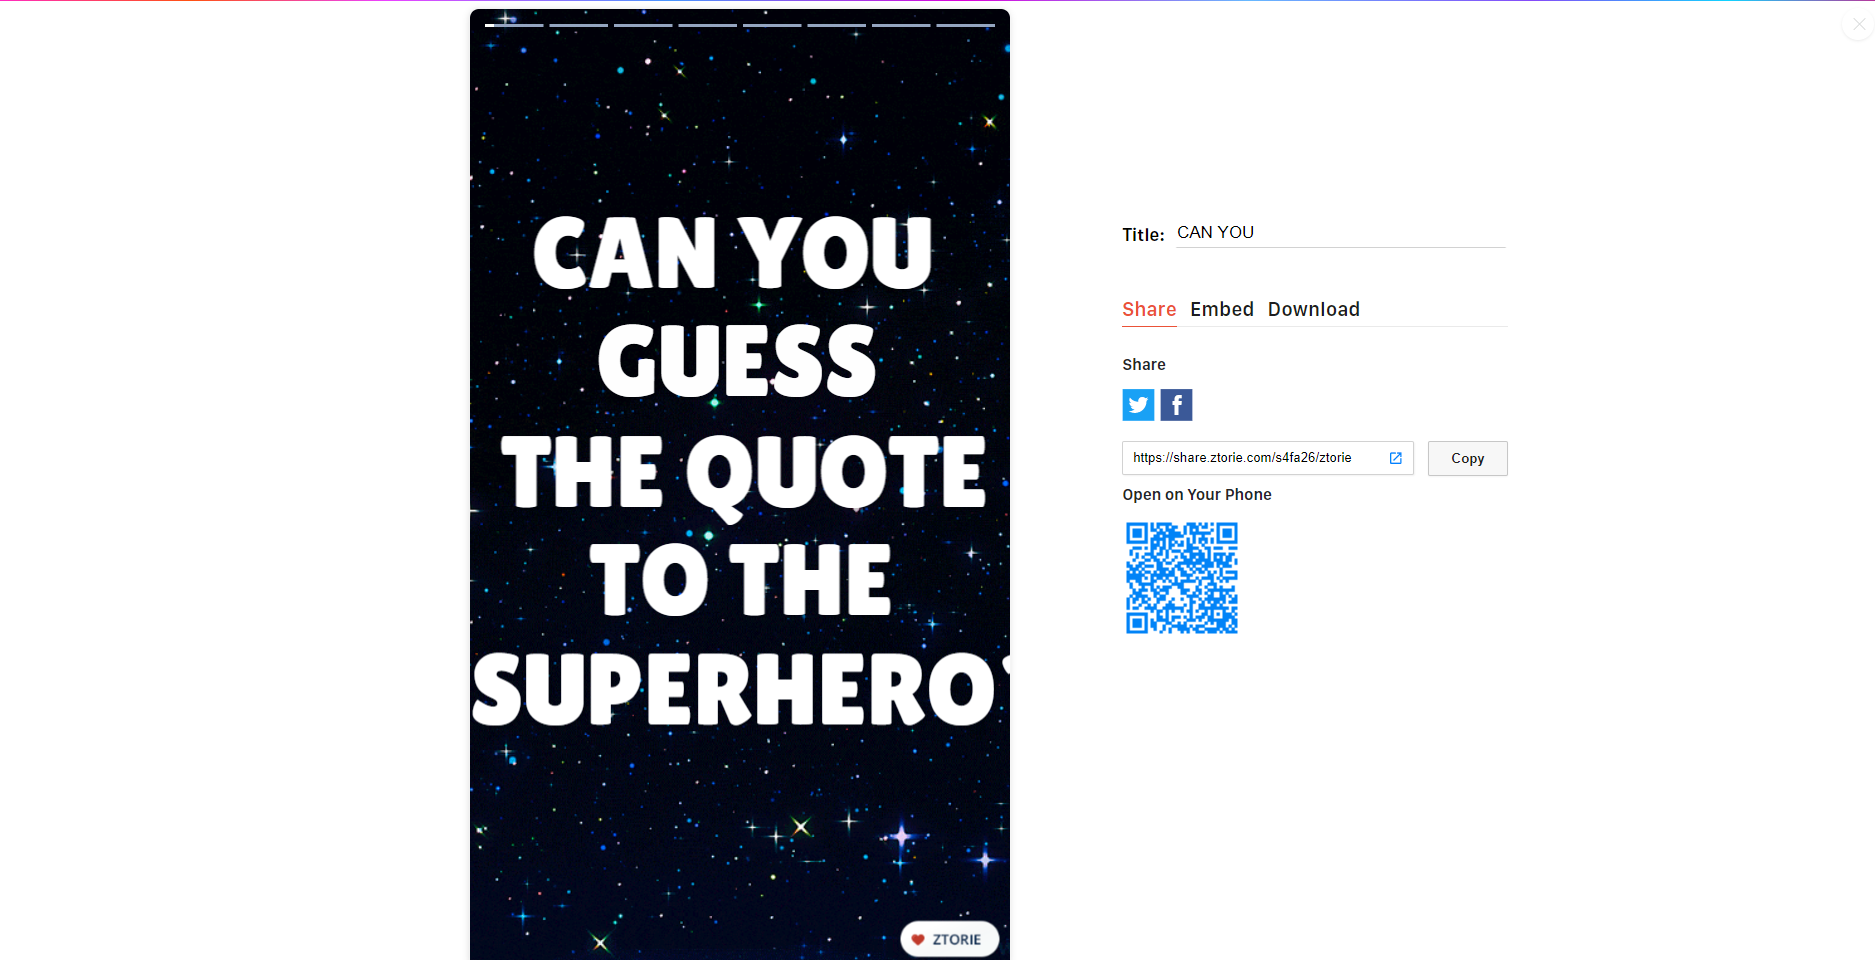 CAN YOU
GUESS
THE QUOTE
TO THE
SUPERHERO
ZTORIE
Title: CAN YOU
Share Embed Download
Share
https://share.ztorie.com/s4fa26/ztorie
Copy
Open on Your Phone